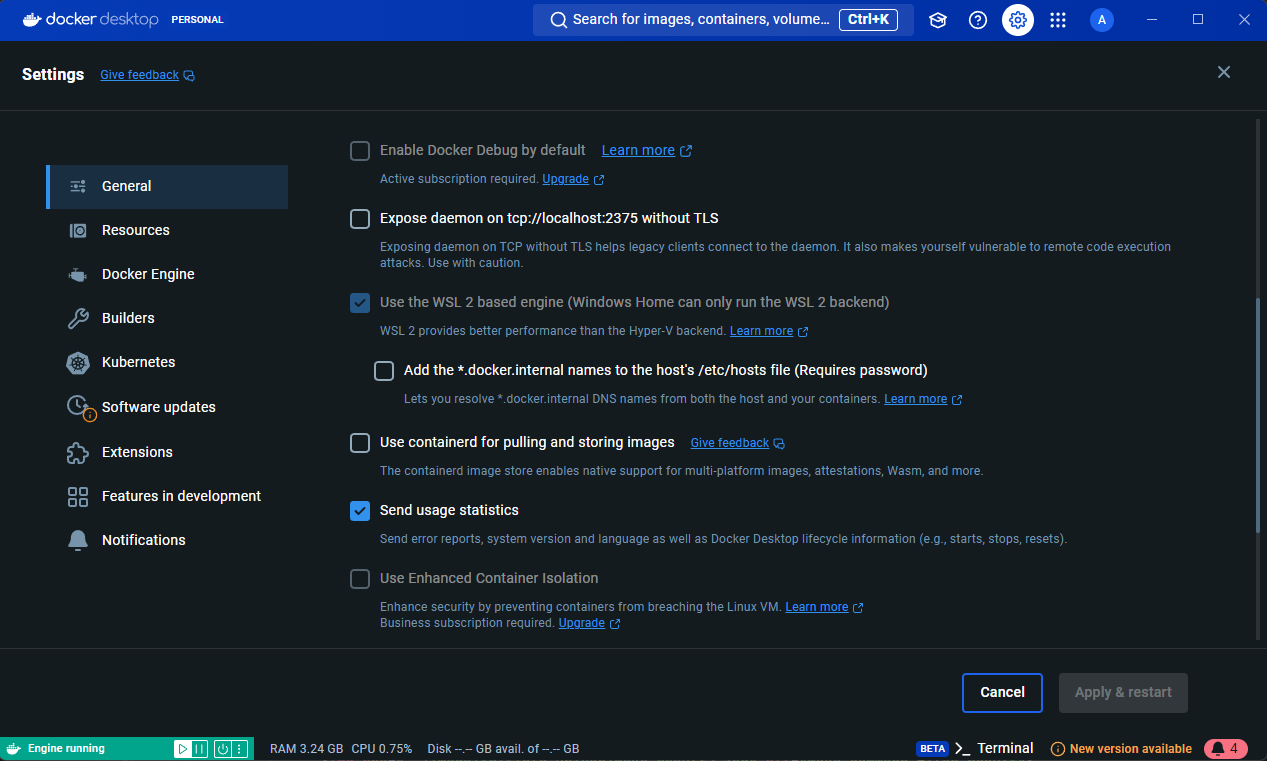 docker desktop PERSONAL
Search for images, containers, volume... Ctrl+K
A
Settings Give feedback
General
Resources
Docker Engine
Builders
Kubernetes
Software updates
Extensions
Features in development
Notifications
Enable Docker Debug by default Learn more
Active subscription required. Upgrade
Expose daemon on tcp://localhost:2375 without TLS
Exposing daemon on TCP without TLS helps legacy clients connect to the daemon. It also makes yourself vulnerable to remote code execution
attacks. Use with caution.
Use the WSL 2 based engine (Windows Home can only run the WSL 2 backend)
WSL 2 provides better performance than the Hyper-V backend. Learn more
Add the *.docker.internal names to the host's /etc/hosts file (Requires password)
Lets you resolve *.docker.internal DNS names from both the host and your containers. Learn more
Use containerd for pulling and storing images Give feedback
The containerd image store enables native support for multi-platform images, attestations, Wasm, and more.
Send usage statistics
Send error reports, system version and language as well as Docker Desktop lifecycle information (e.g., starts, stops, resets).
Use Enhanced Container Isolation
Enhance security by preventing containers from breaching the Linux VM. Learn more
Business subscription required. Upgrade
Cancel Apply & restart
Engine running RAM 3.24 GB CPU 0.75% Disk --.-- GB avail. of --.-- GB BETA Terminal New version available 4